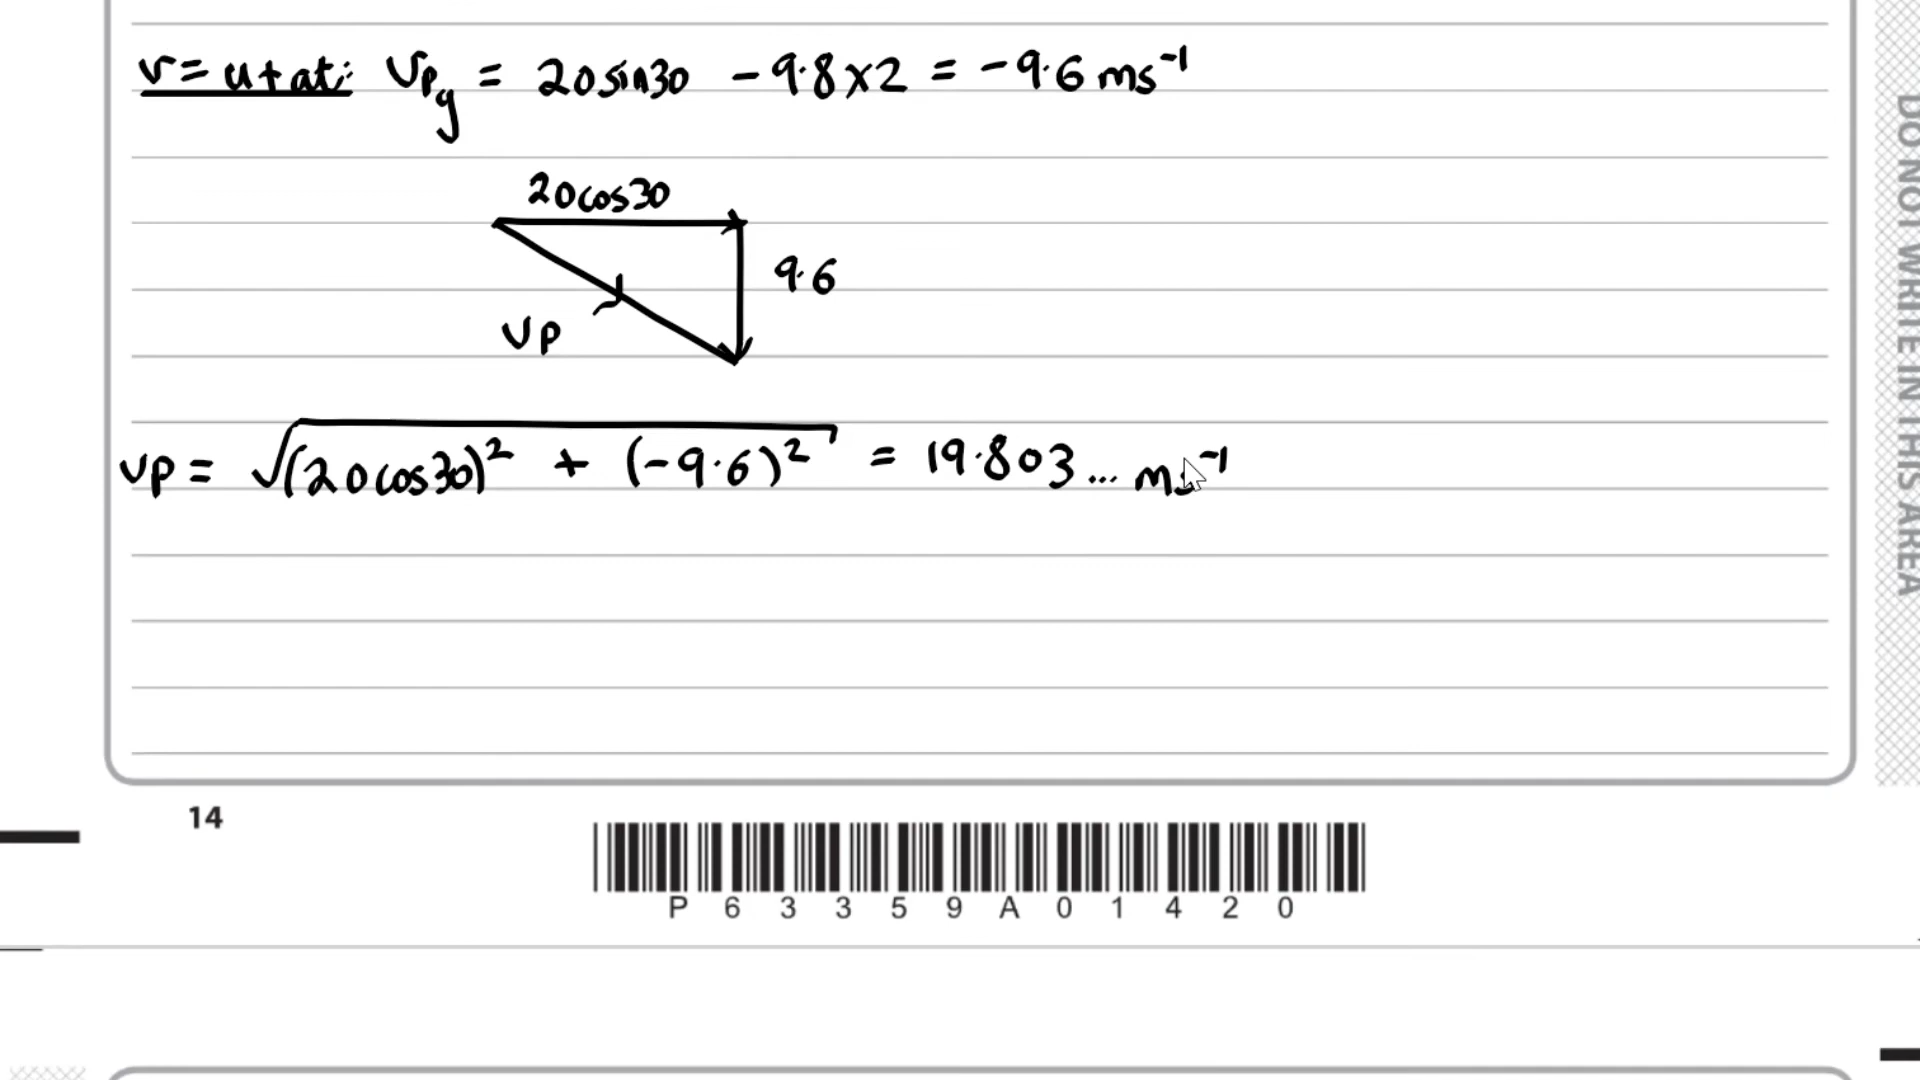 v = u + at: Vpy = 20sin30 - 9.8 × 2 = -9.6 ms⁻¹
20cos30
9.6
VP
VP = √(20cos30)² + (-9.6)² = 19.803... ms⁻¹
DO NOT WRITE IN THIS AREA
14
P 6 3 3 5 9 A 0 1 4 2 0